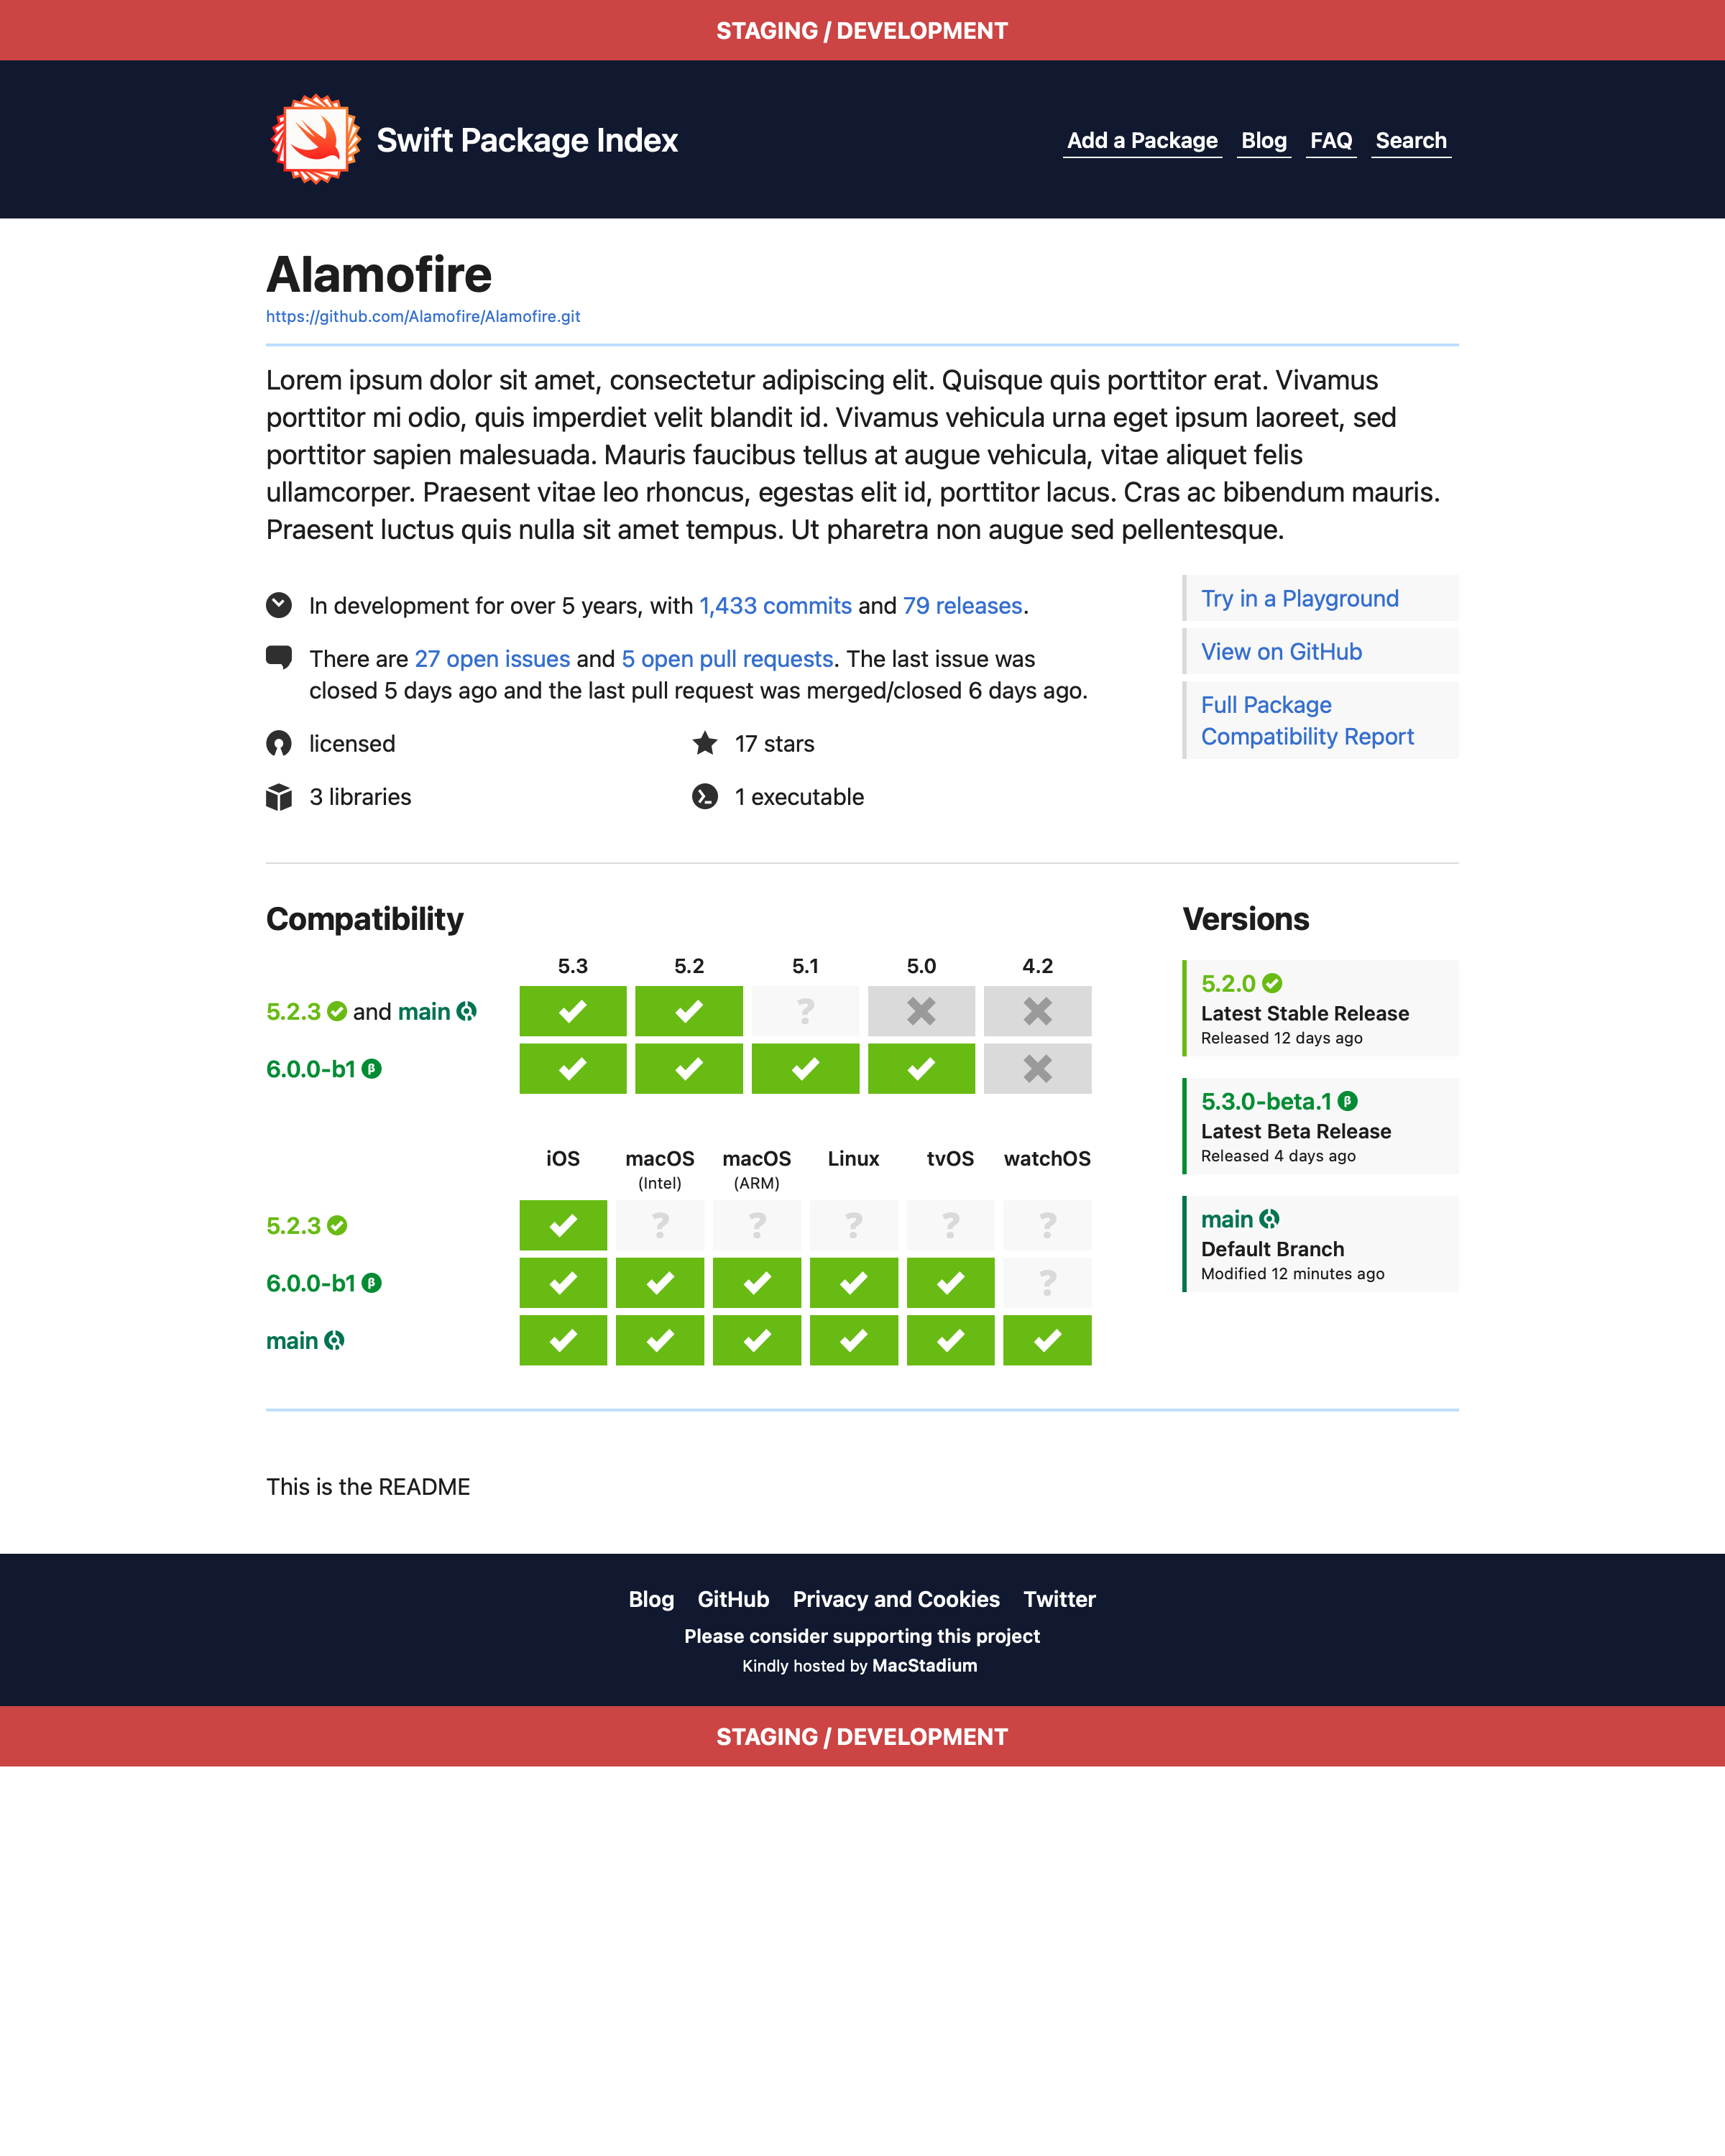 STAGING / DEVELOPMENT
Swift Package Index
Add a Package Blog FAQ Search
Alamofire
https://github.com/Alamofire/Alamofire.git
Lorem ipsum dolor sit amet, consectetur adipiscing elit. Quisque quis porttitor erat. Vivamus
porttitor mi odio, quis imperdiet velit blandit id. Vivamus vehicula urna eget ipsum laoreet, sed
porttitor sapien malesuada. Mauris faucibus tellus at augue vehicula, vitae aliquet felis
ullamcorper. Praesent vitae leo rhoncus, egestas elit id, porttitor lacus. Cras ac bibendum mauris.
Praesent luctus quis nulla sit amet tempus. Ut pharetra non augue sed pellentesque.
In development for over 5 years, with 1,433 commits and 79 releases.
There are 27 open issues and 5 open pull requests. The last issue was
closed 5 days ago and the last pull request was merged/closed 6 days ago.
licensed
17 stars
3 libraries
1 executable
Try in a Playground
View on GitHub
Full Package
Compatibility Report
Compatibility
5.3 5.2 5.1 5.0 4.2
5.2.3 and main ?
6.0.0-b1 β
iOS macOS macOS Linux tvOS watchOS
(Intel) (ARM)
5.2.3 ? ? ? ? ?
6.0.0-b1 β ?
main
Versions
5.2.0
Latest Stable Release
Released 12 days ago
5.3.0-beta.1 β
Latest Beta Release
Released 4 days ago
main
Default Branch
Modified 12 minutes ago
This is the README
Blog GitHub Privacy and Cookies Twitter
Please consider supporting this project
Kindly hosted by MacStadium
STAGING / DEVELOPMENT